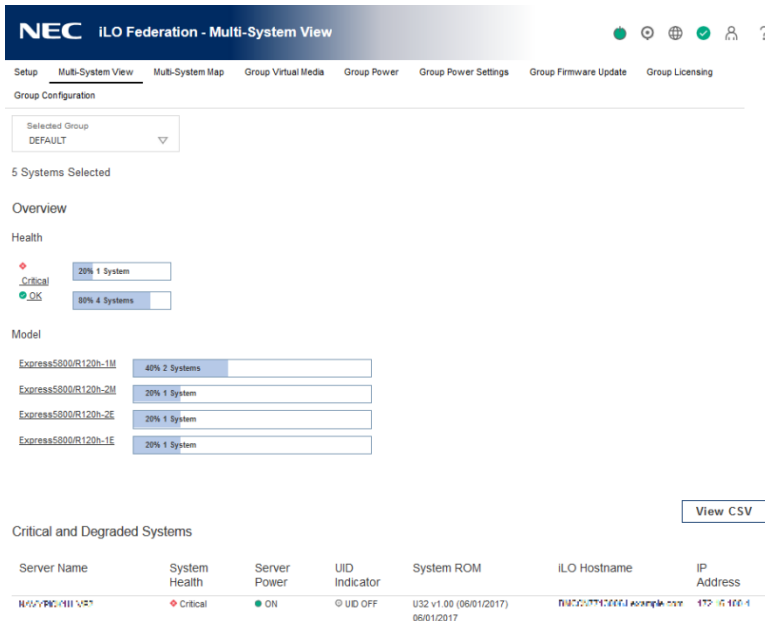 NEC iLO Federation - Multi-System View
Setup Multi-System View Multi-System Map Group Virtual Media Group Power Group Power Settings Group Firmware Update Group Licensing
Group Configuration
Selected Group
DEFAULT
5 Systems Selected
Overview
Health
Critical 20% 1 System
OK 80% 4 Systems
Model
Express5800/R120h-1M 40% 2 Systems
Express5800/R120h-2M 20% 1 System
Express5800/R120h-2E 20% 1 System
Express5800/R120h-1E 20% 1 System
View CSV
Critical and Degraded Systems
Server Name System Health Server Power UID Indicator System ROM iLO Hostname IP Address
Critical ON UID OFF U32 v1.00 (06/01/2017)
06/01/2017